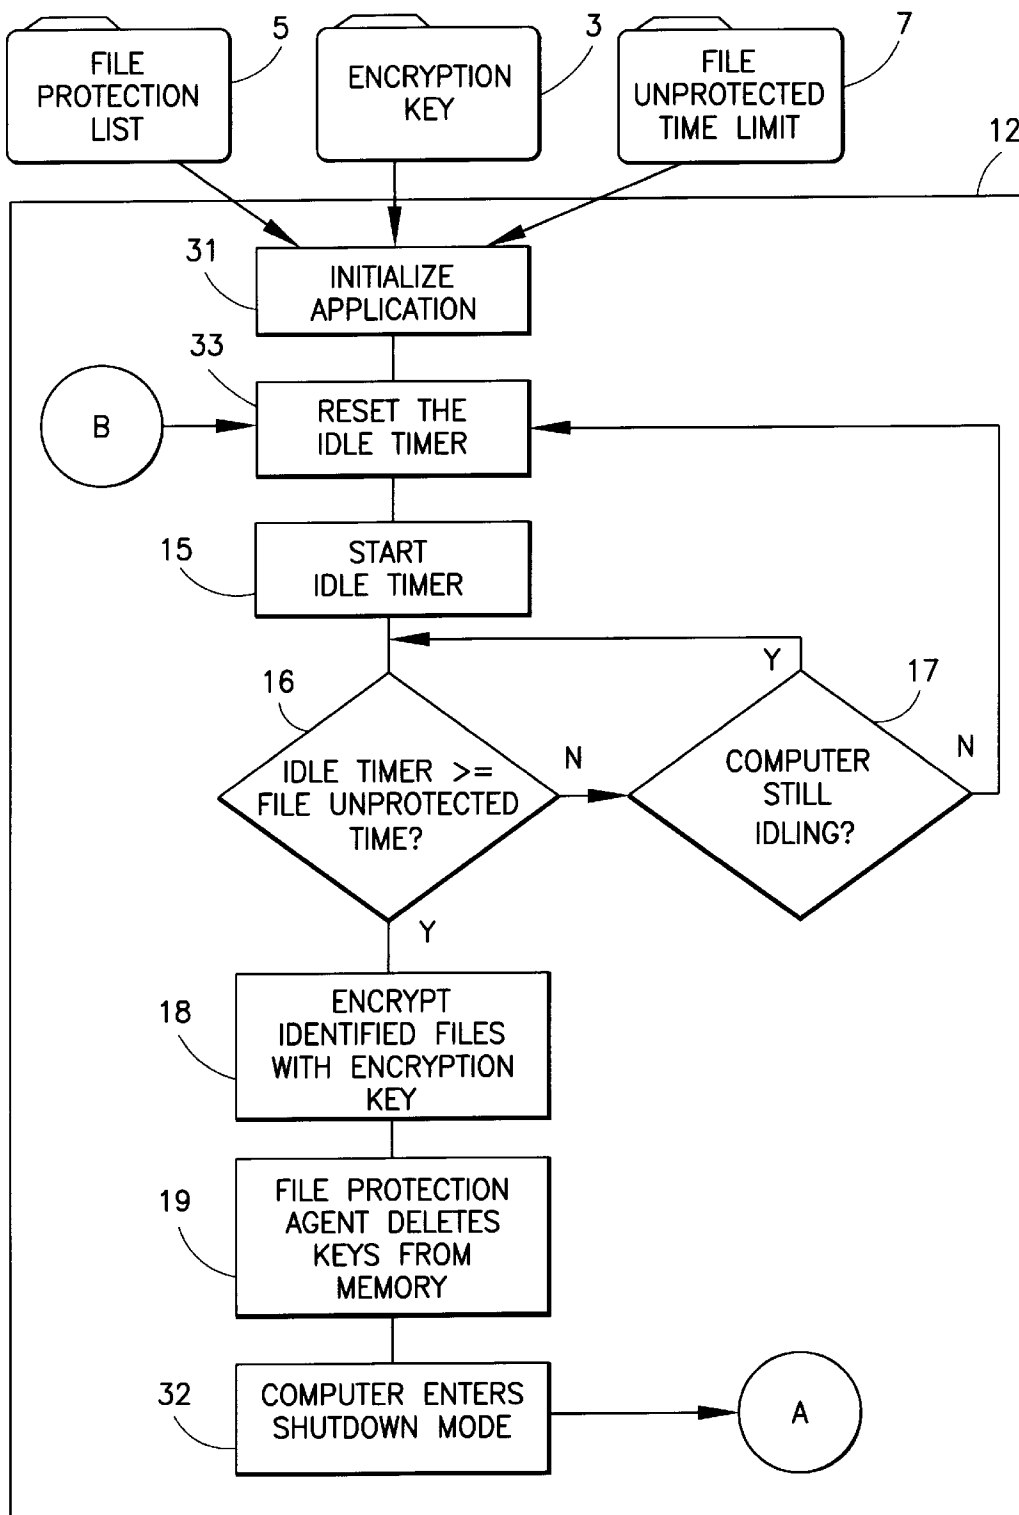 5
3
7
FILE
PROTECTION
LIST
ENCRYPTION
KEY
FILE
UNPROTECTED
TIME LIMIT
12
31
INITIALIZE
APPLICATION
33
B
RESET THE
IDLE TIMER
15
START
IDLE TIMER
Y
16
17
IDLE TIMER >=
FILE UNPROTECTED
TIME?
N
COMPUTER
STILL
IDLING?
N
Y
18
ENCRYPT
IDENTIFIED FILES
WITH ENCRYPTION
KEY
19
FILE PROTECTION
AGENT DELETES
KEYS FROM
MEMORY
32
COMPUTER ENTERS
SHUTDOWN MODE
A